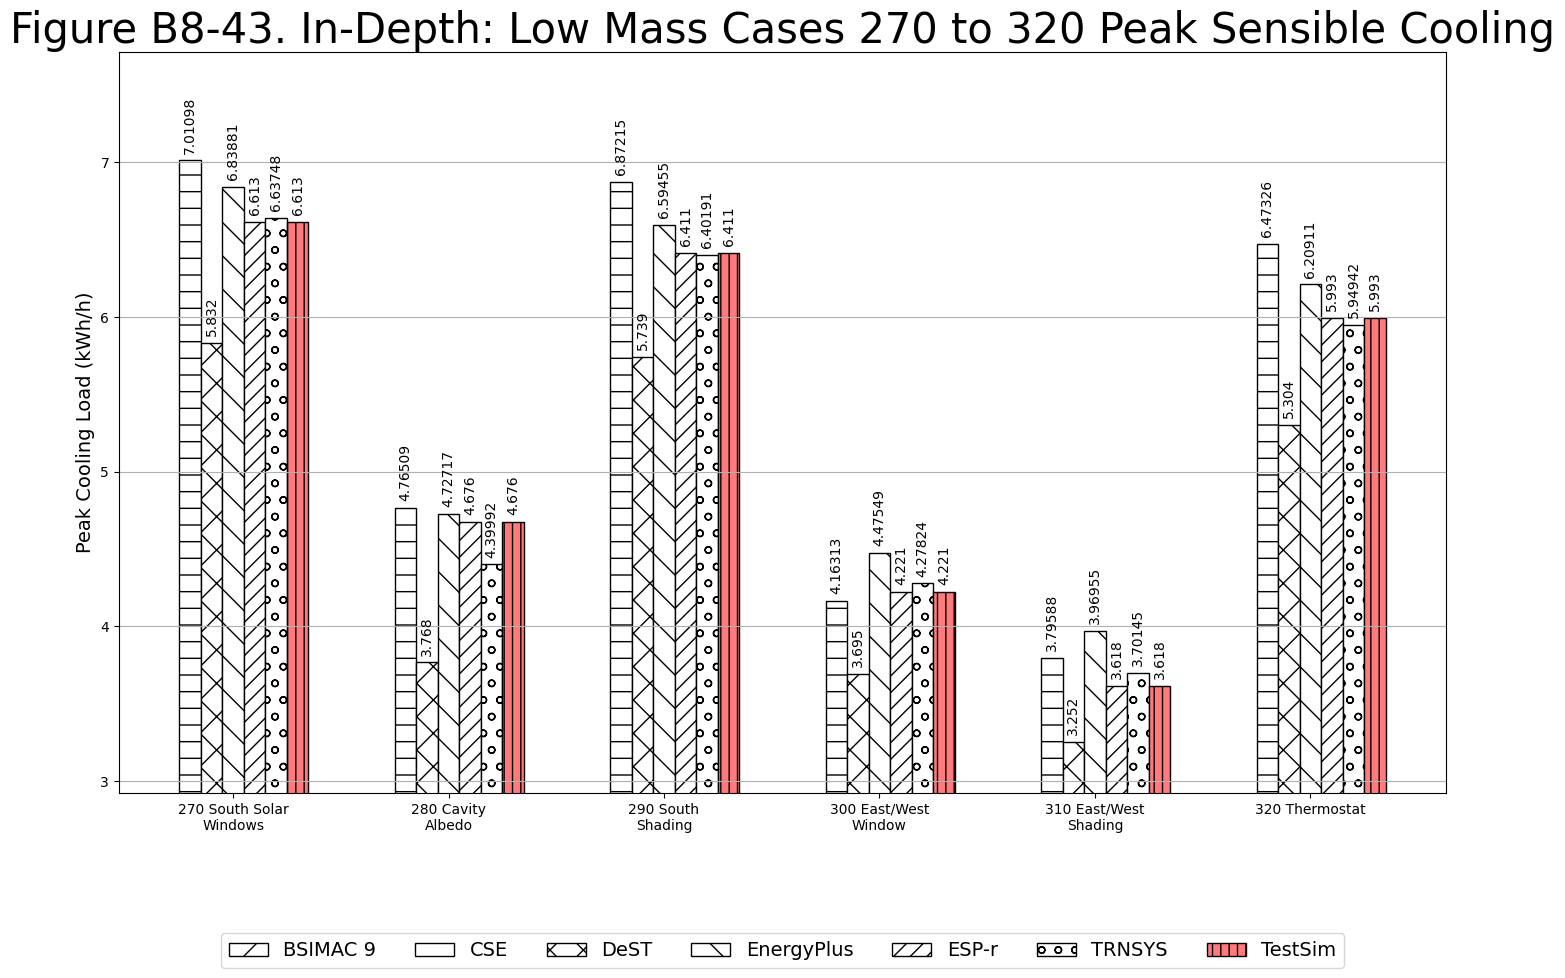 Figure B8-43. In-Depth: Low Mass Cases 270 to 320 Peak Sensible Cooling
Peak Cooling Load (kWh/h)
7
6
5
4
3
7.01098
5.832
6.83881
6.613
6.63748
6.613
4.76509
3.768
4.72717
4.676
4.39992
4.676
6.87215
5.739
6.59455
6.411
6.40191
6.411
4.16313
3.695
4.47549
4.221
4.27824
4.221
3.79588
3.252
3.96955
3.618
3.70145
3.618
6.47326
5.304
6.20911
5.993
5.94942
5.993
270 South Solar
Windows
280 Cavity
Albedo
290 South
Shading
300 East/West
Window
310 East/West
Shading
320 Thermostat
BSIMAC 9 CSE DeST EnergyPlus ESP-r TRNSYS TestSim